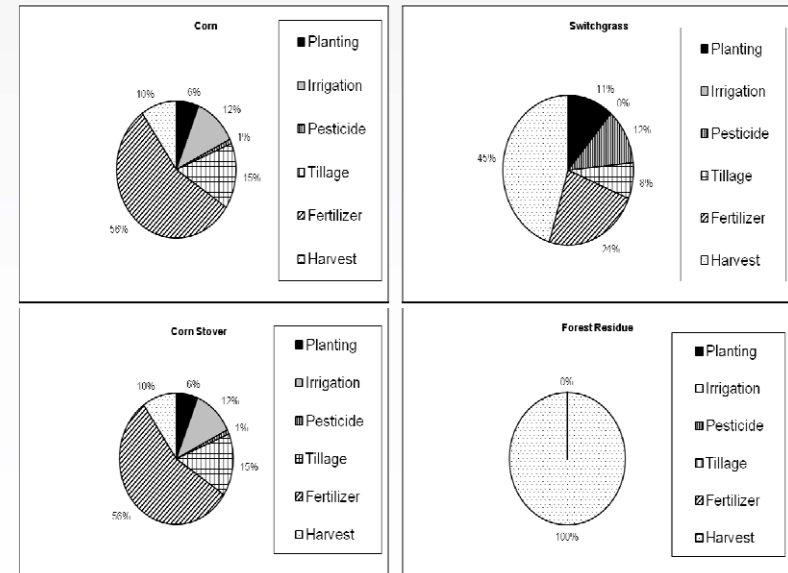 Corn
Planting
Irrigation
Pesticide
Tillage
Fertilizer
Harvest
10%
6%
12%
1%
15%
56%
Switchgrass
Planting
Irrigation
Pesticide
Tillage
Fertilizer
Harvest
11%
0%
12%
8%
24%
45%
Corn Stover
Planting
Irrigation
Pesticide
Tillage
Fertilizer
Harvest
10%
6%
12%
1%
15%
56%
Forest Residue
Planting
Irrigation
Pesticide
Tillage
Fertilizer
Harvest
0%
100%